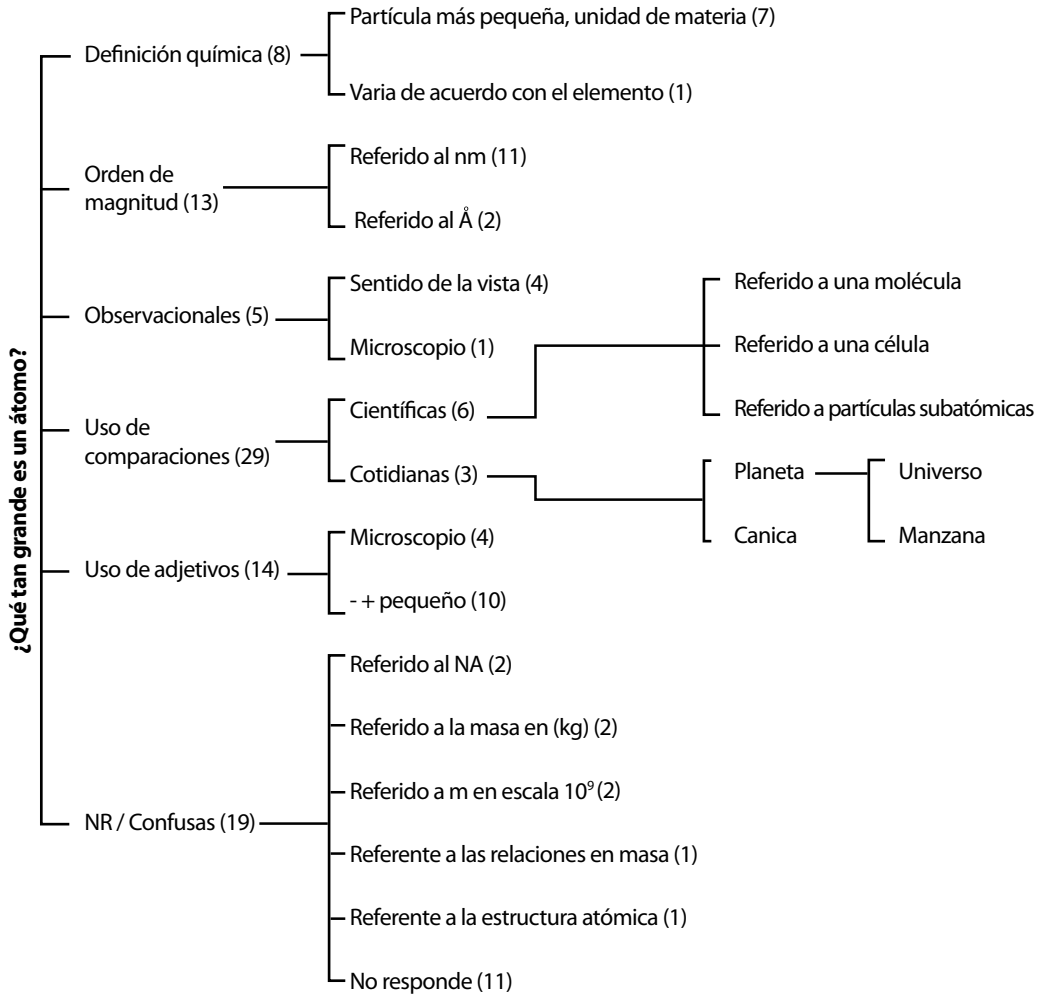 ¿Qué tan grande es un átomo?
Definición química (8)
Partícula más pequeña, unidad de materia (7)
Varia de acuerdo con el elemento (1)
Orden de
magnitud (13)
Referido al nm (11)
Referido al Å (2)
Observacionales (5)
Sentido de la vista (4)
Microscopio (1)
Uso de
comparaciones (29)
Científicas (6)
Referido a una molécula
Referido a una célula
Referido a partículas subatómicas
Cotidianas (3)
Planeta
Universo
Manzana
Canica
Uso de adjetivos (14)
Microscopio (4)
- + pequeño (10)
NR / Confusas (19)
Referido al NA (2)
Referido a la masa en (kg) (2)
Referido a m en escala 10⁹ (2)
Referente a las relaciones en masa (1)
Referente a la estructura atómica (1)
No responde (11)